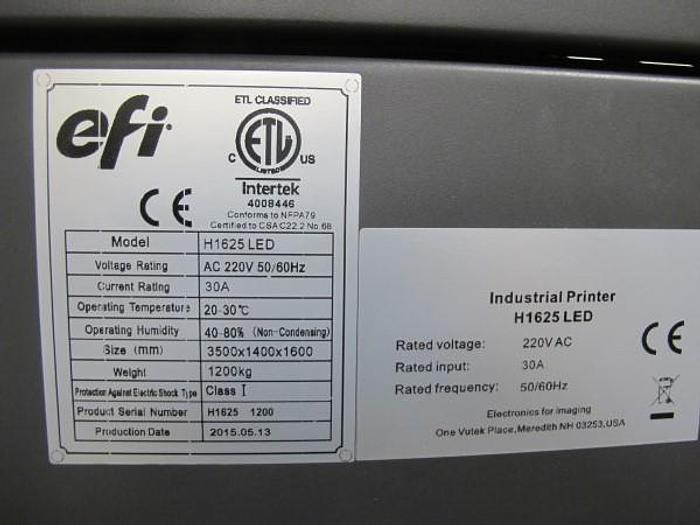 efi
ETL CLASSIFIED
ETL
C US
LISTED
Intertek
4008446
Conforms to NFPA79
Certified to CSA C22.2 No.68
CE
Model H1625 LED
Voltage Rating AC 220V 50/60Hz
Current Rating 30A
Operating Temperature 20-30℃
Operating Humidity 40-80% (Non-Condensing)
Size (mm) 3500x1400x1600
Weight 1200kg
Protection Against Electric Shock Type Class I
Product Serial Number H1625 1200
Production Date 2015.05.13
Industrial Printer
H1625 LED
Rated voltage: 220V AC
Rated input: 30A
Rated frequency: 50/60Hz
CE
Electronics for imaging
One Vutek Place, Meredith NH 03253, USA